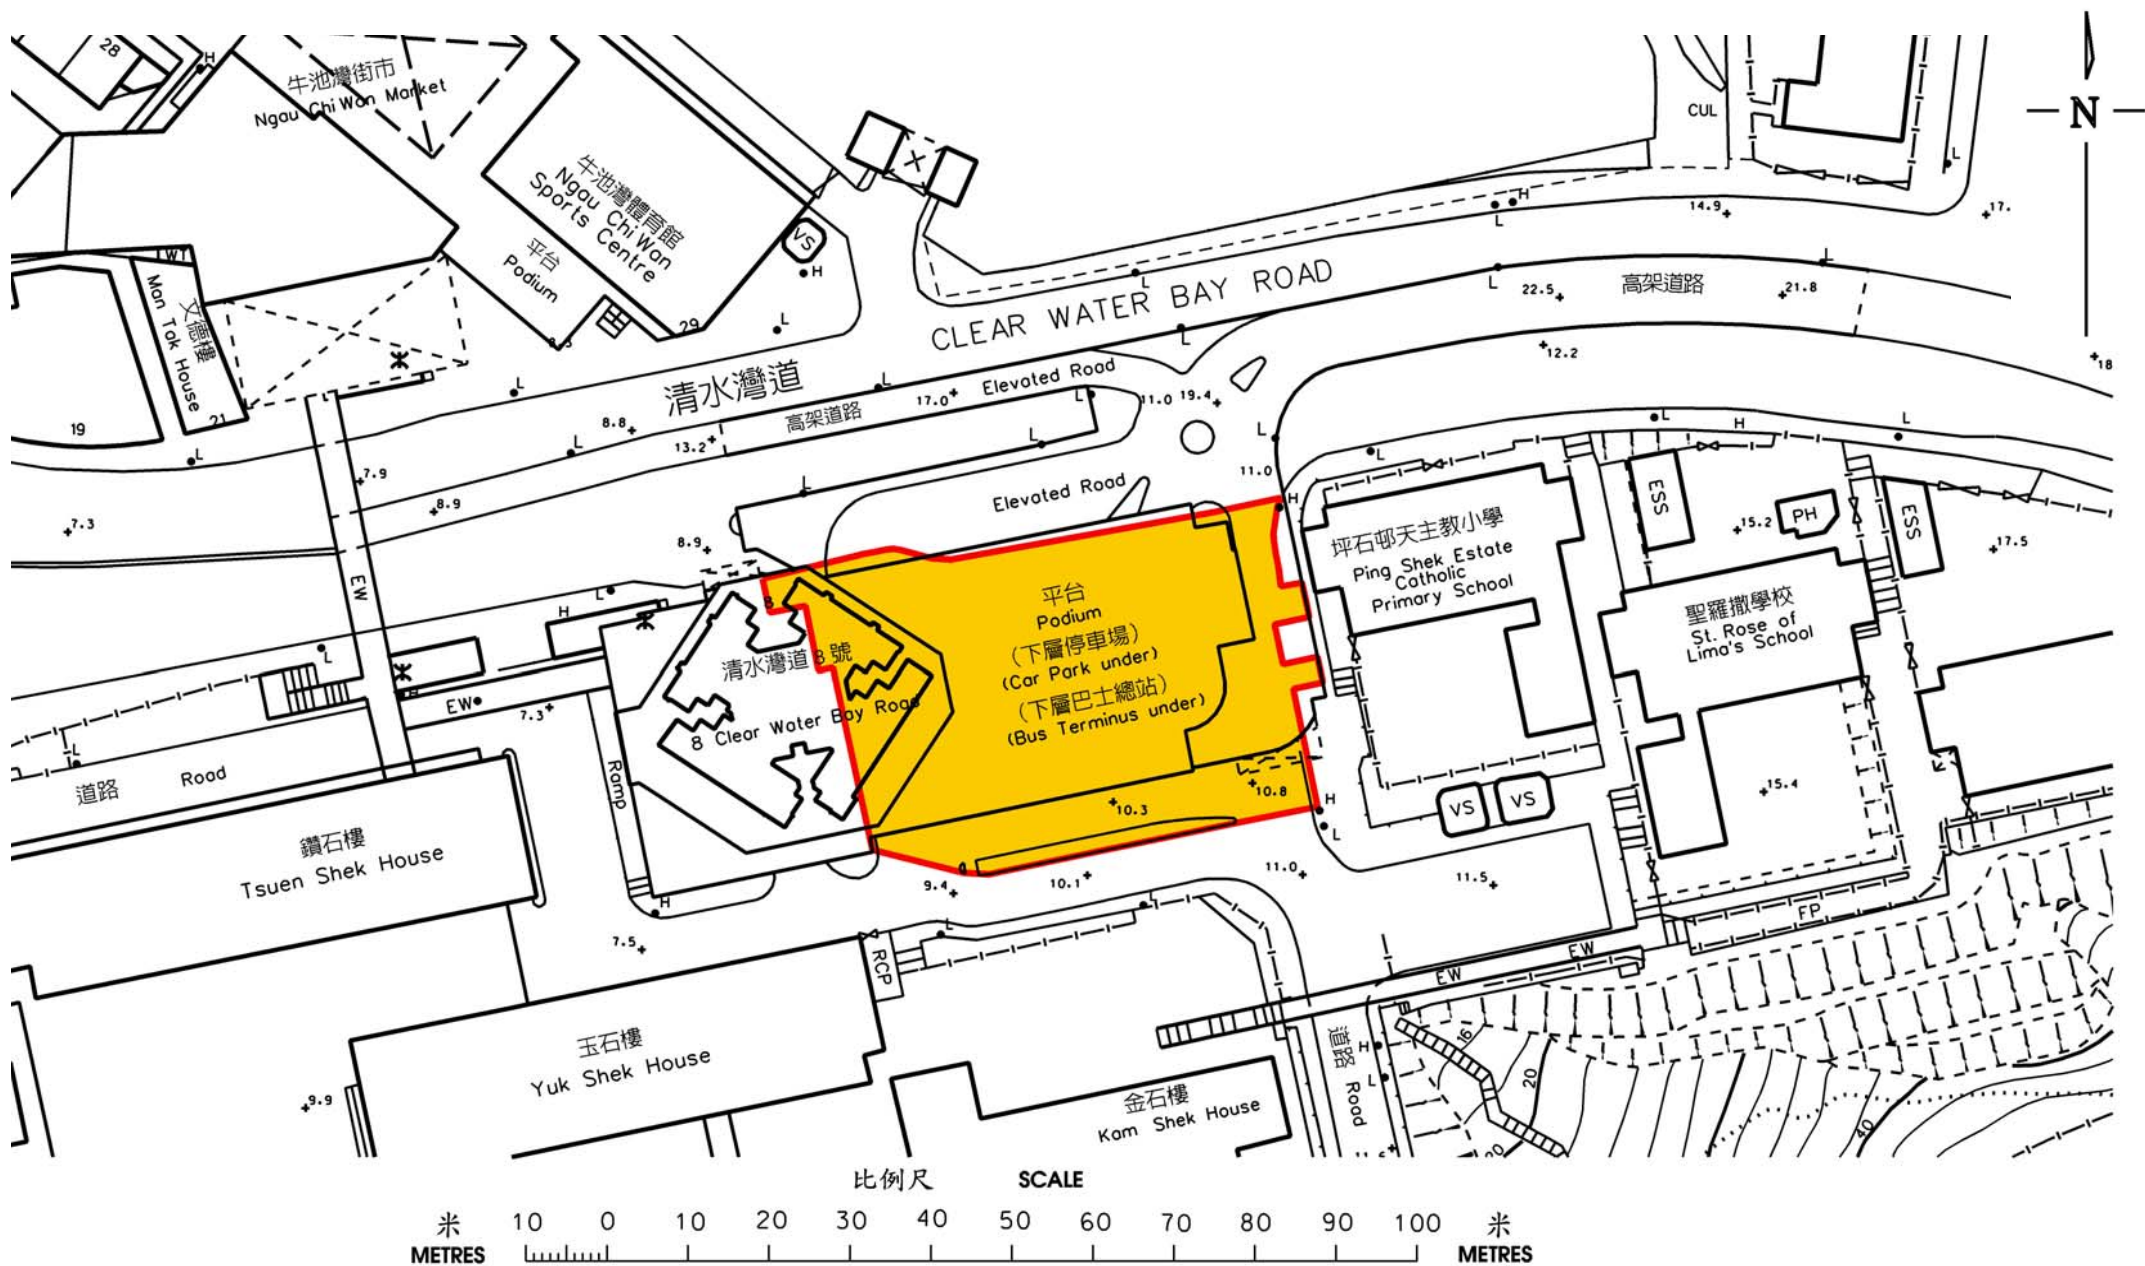 28
H
牛池灣街市
Ngau Chi Wan Market
牛池灣體育館
Ngau Chi Wan
Sports Centre
平台
Podium
VS
H
29
L
CUL
L
N
H
L
14.9
17.
CLEAR WATER BAY ROAD
L
L
L
22.5
高架道路
21.8
文德樓
Man Tak House
21
19
清水灣道
L
L
L
Elevated Road
17.0
高架道路
L
11.0
19.4
12.2
18
8.8
13.2
L
L
L
L
L
H
L
7.3
7.9
8.9
L
11.0
H
Elevated Road
8.9
坪石邨天主教小學
Ping Shek Estate
Catholic
Primary School
ESS
15.2
PH
ESS
17.5
EW
L
H
8
平台
Podium
(下層停車場)
(Car Park under)
(下層巴士總站)
(Bus Terminus under)
聖羅撒學校
St. Rose of
Lima's School
清水灣道 8 號
8 Clear Water Bay Road
L
H
EW
7.3
Ramp
L
道路
Road
10.3
10.8
H
L
VS
VS
15.4
鑽石樓
Tsuen Shek House
9.4
10.1
11.0
11.5
H
L
L
FP
7.5
RCP
EW
EW
玉石樓
Yuk Shek House
9.9
金石樓
Kam Shek House
道路
Road
H
L
16
20
20
40
比例尺
SCALE
米
METRES
10 0 10 20 30 40 50 60 70 80 90 100
米
METRES